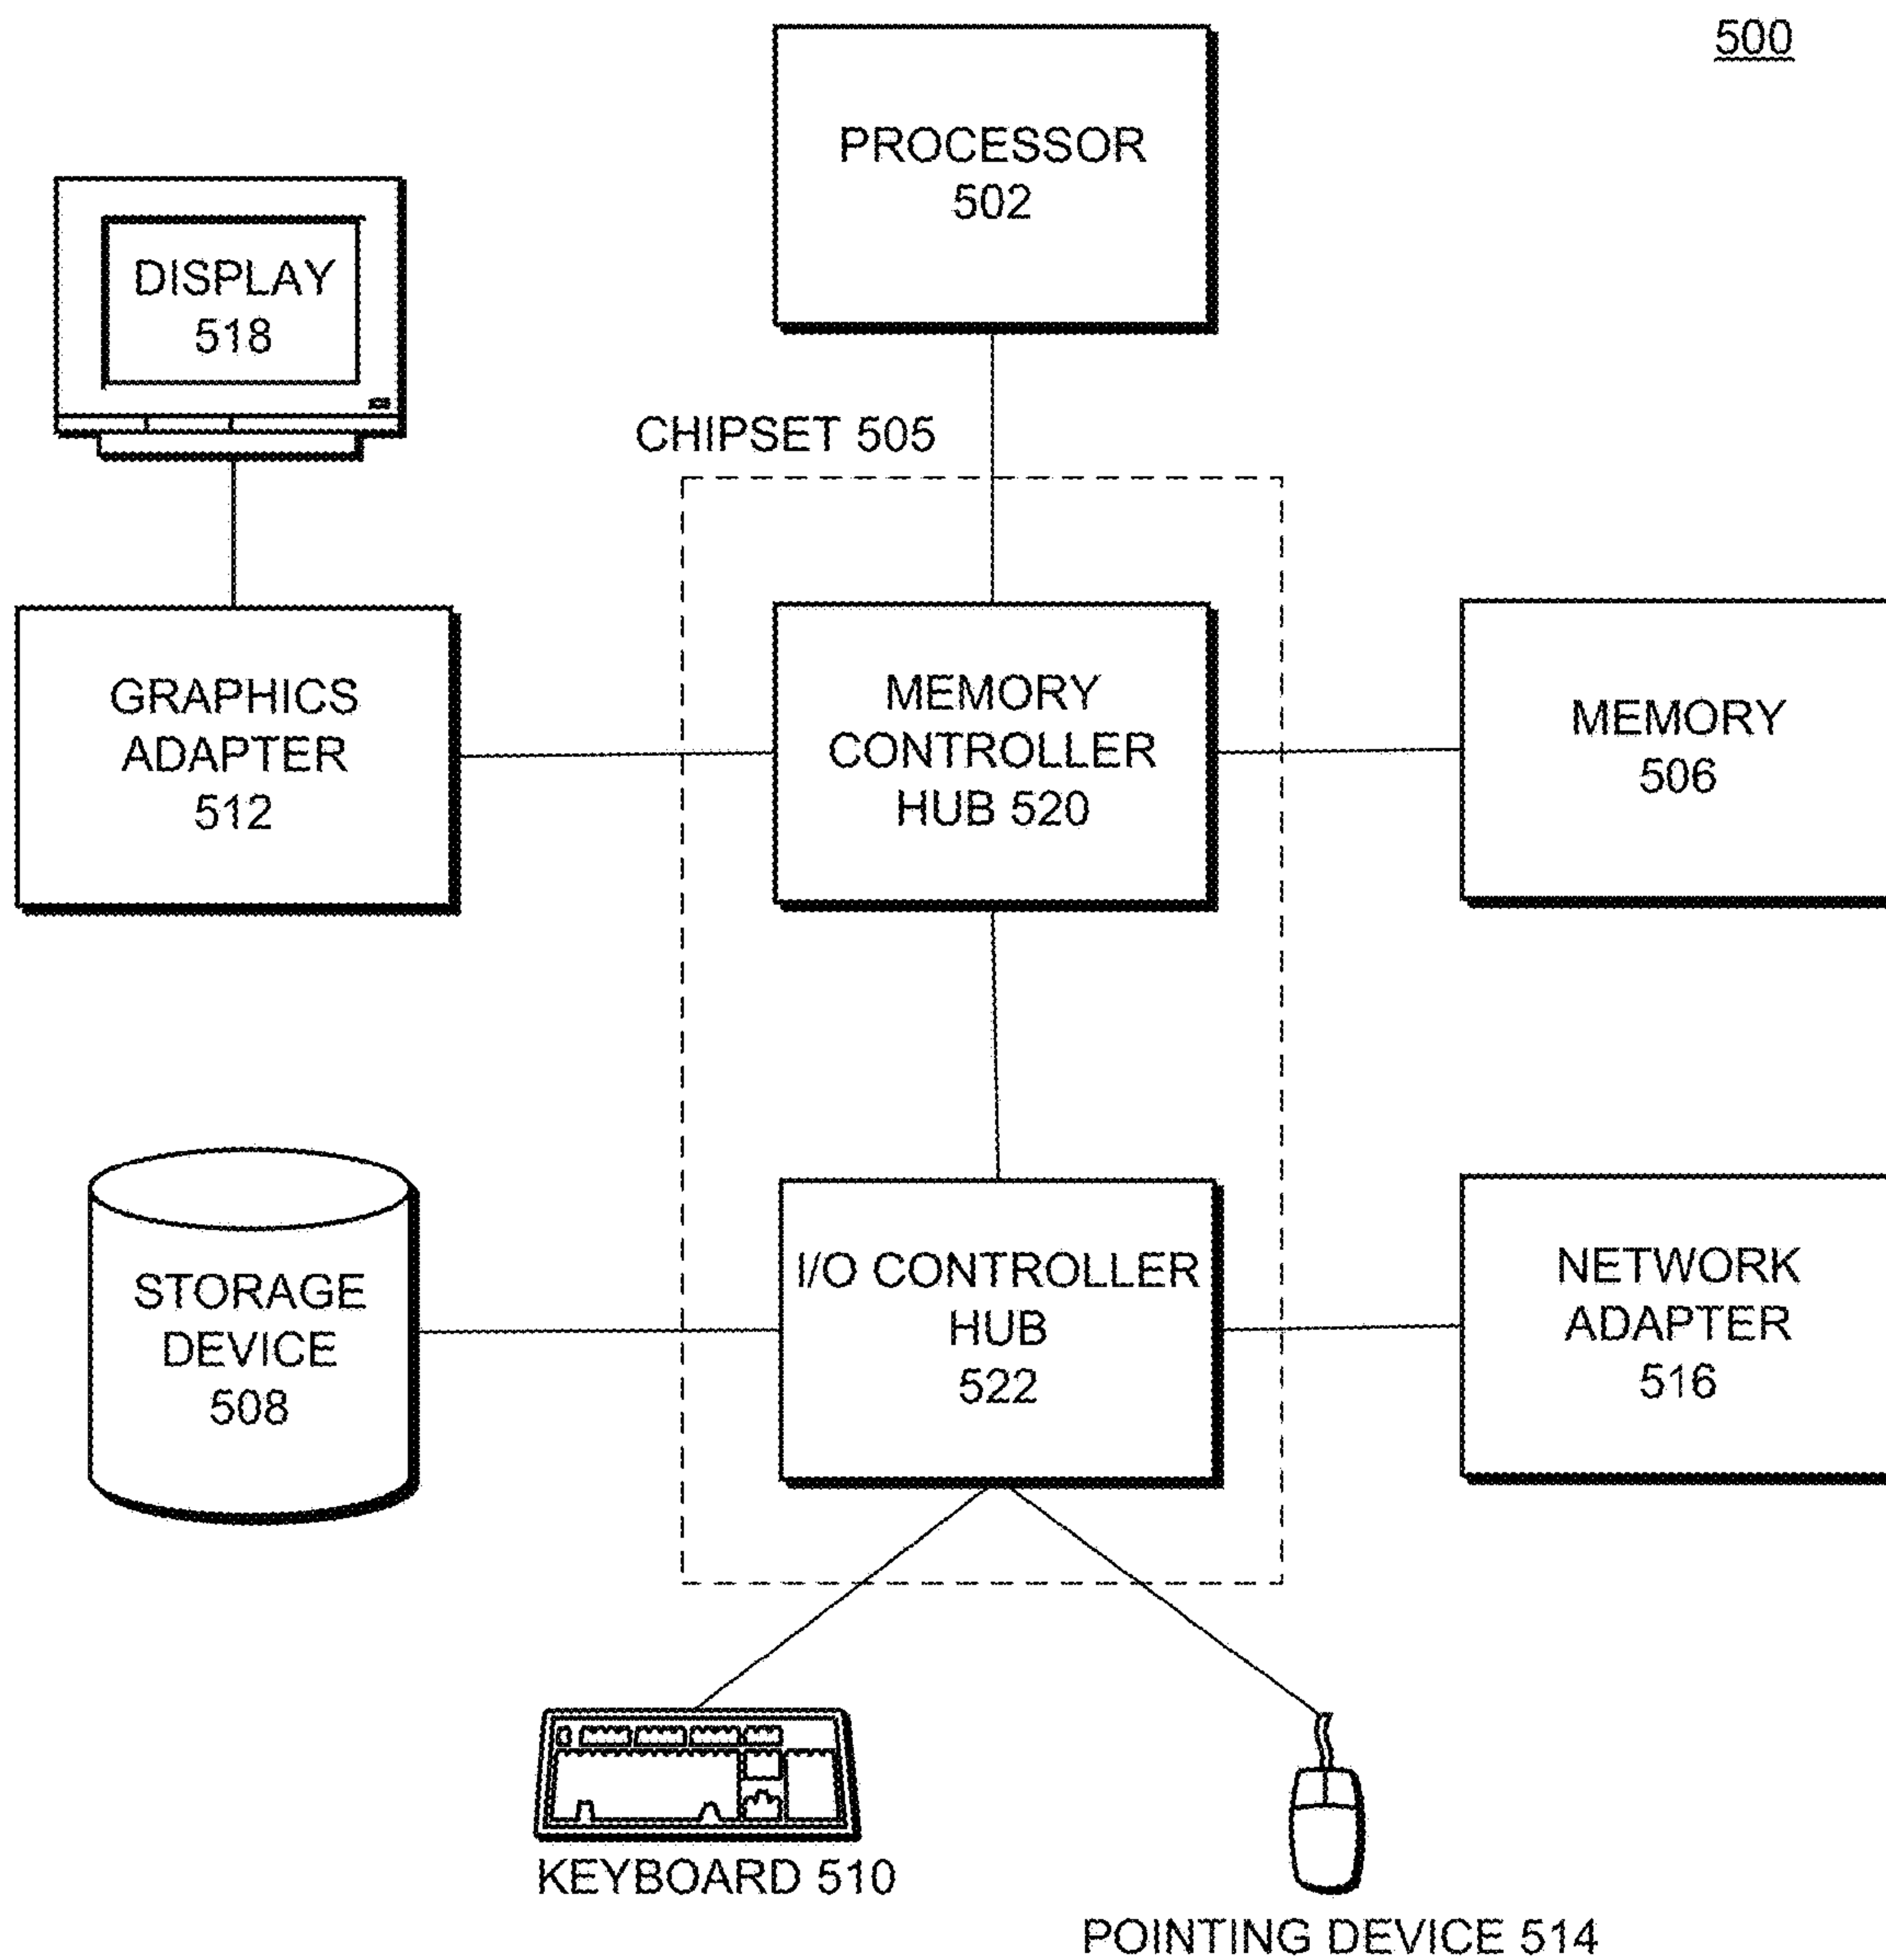 500
PROCESSOR
502
DISPLAY
518
CHIPSET 505
GRAPHICS
ADAPTER
512
MEMORY
CONTROLLER
HUB 520
MEMORY
506
STORAGE
DEVICE
508
I/O CONTROLLER
HUB
522
NETWORK
ADAPTER
516
KEYBOARD 510
POINTING DEVICE 514